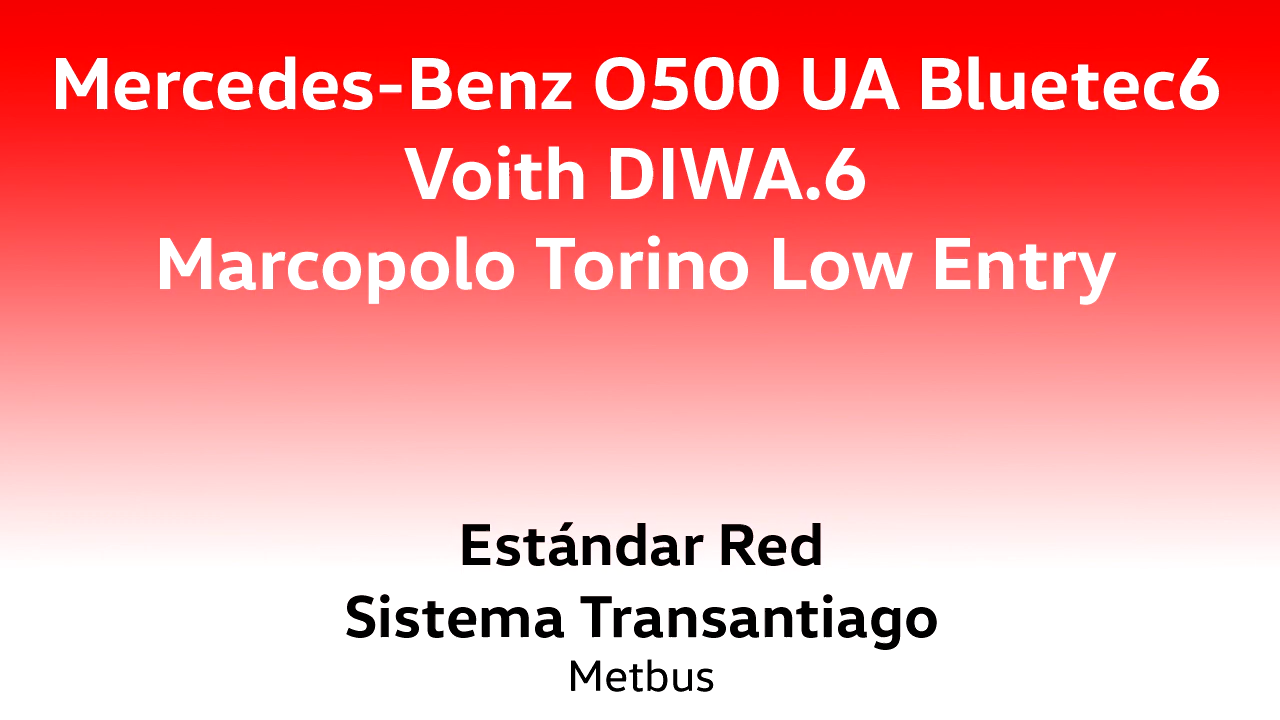 Mercedes-Benz O500 UA Bluetec6
Voith DIWA.6
Marcopolo Torino Low Entry
Estándar Red
Sistema Transantiago
Metbus